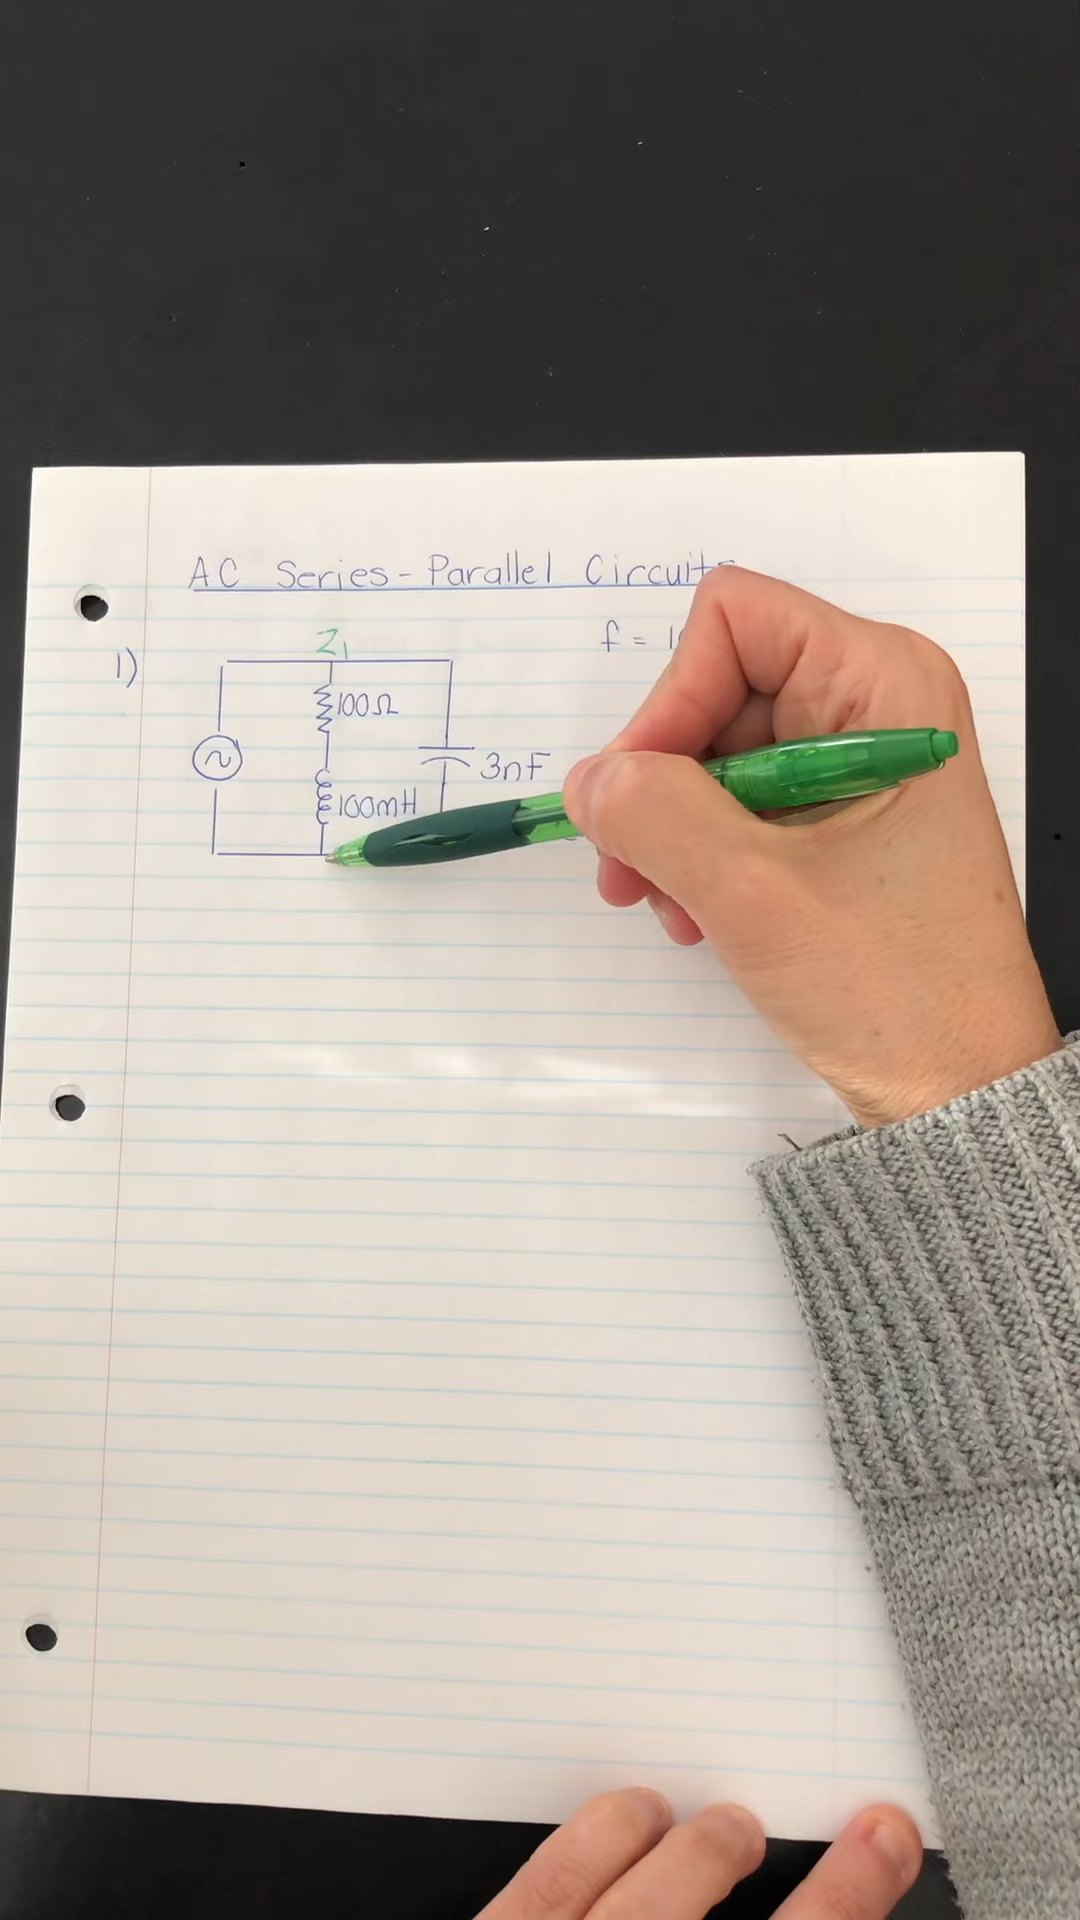 AC Series-Parallel Circuits
f =
1)
Z₁
100Ω
3nF
100mH